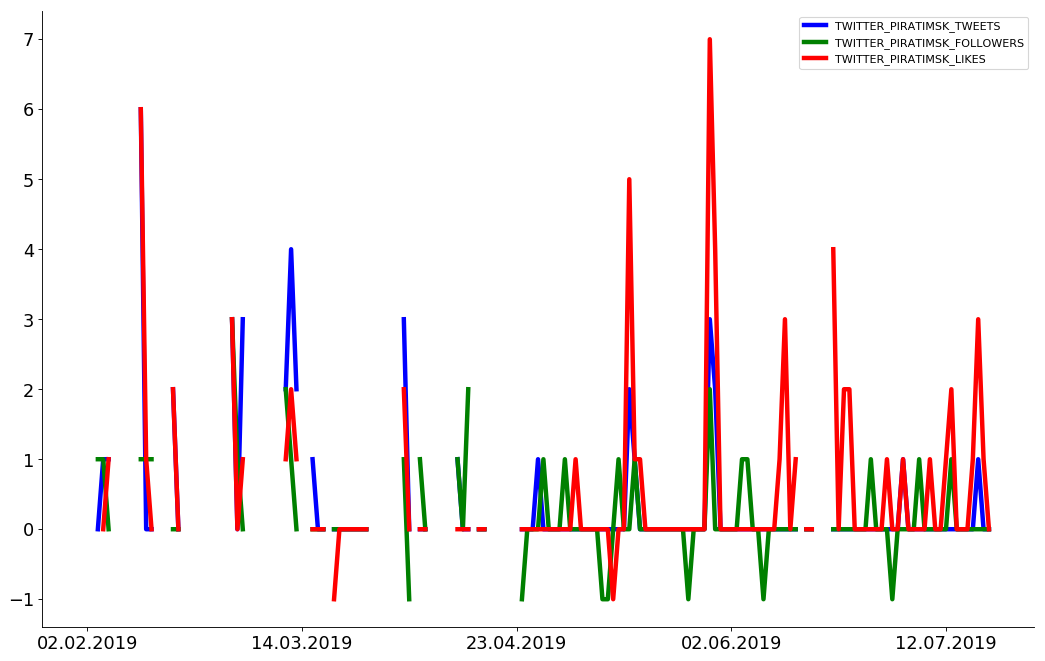 TWITTER_PIRATIMSK_TWEETS
TWITTER_PIRATIMSK_FOLLOWERS
TWITTER_PIRATIMSK_LIKES
7
6
5
4
3
2
1
0
−1
02.02.2019 14.03.2019 23.04.2019 02.06.2019 12.07.2019